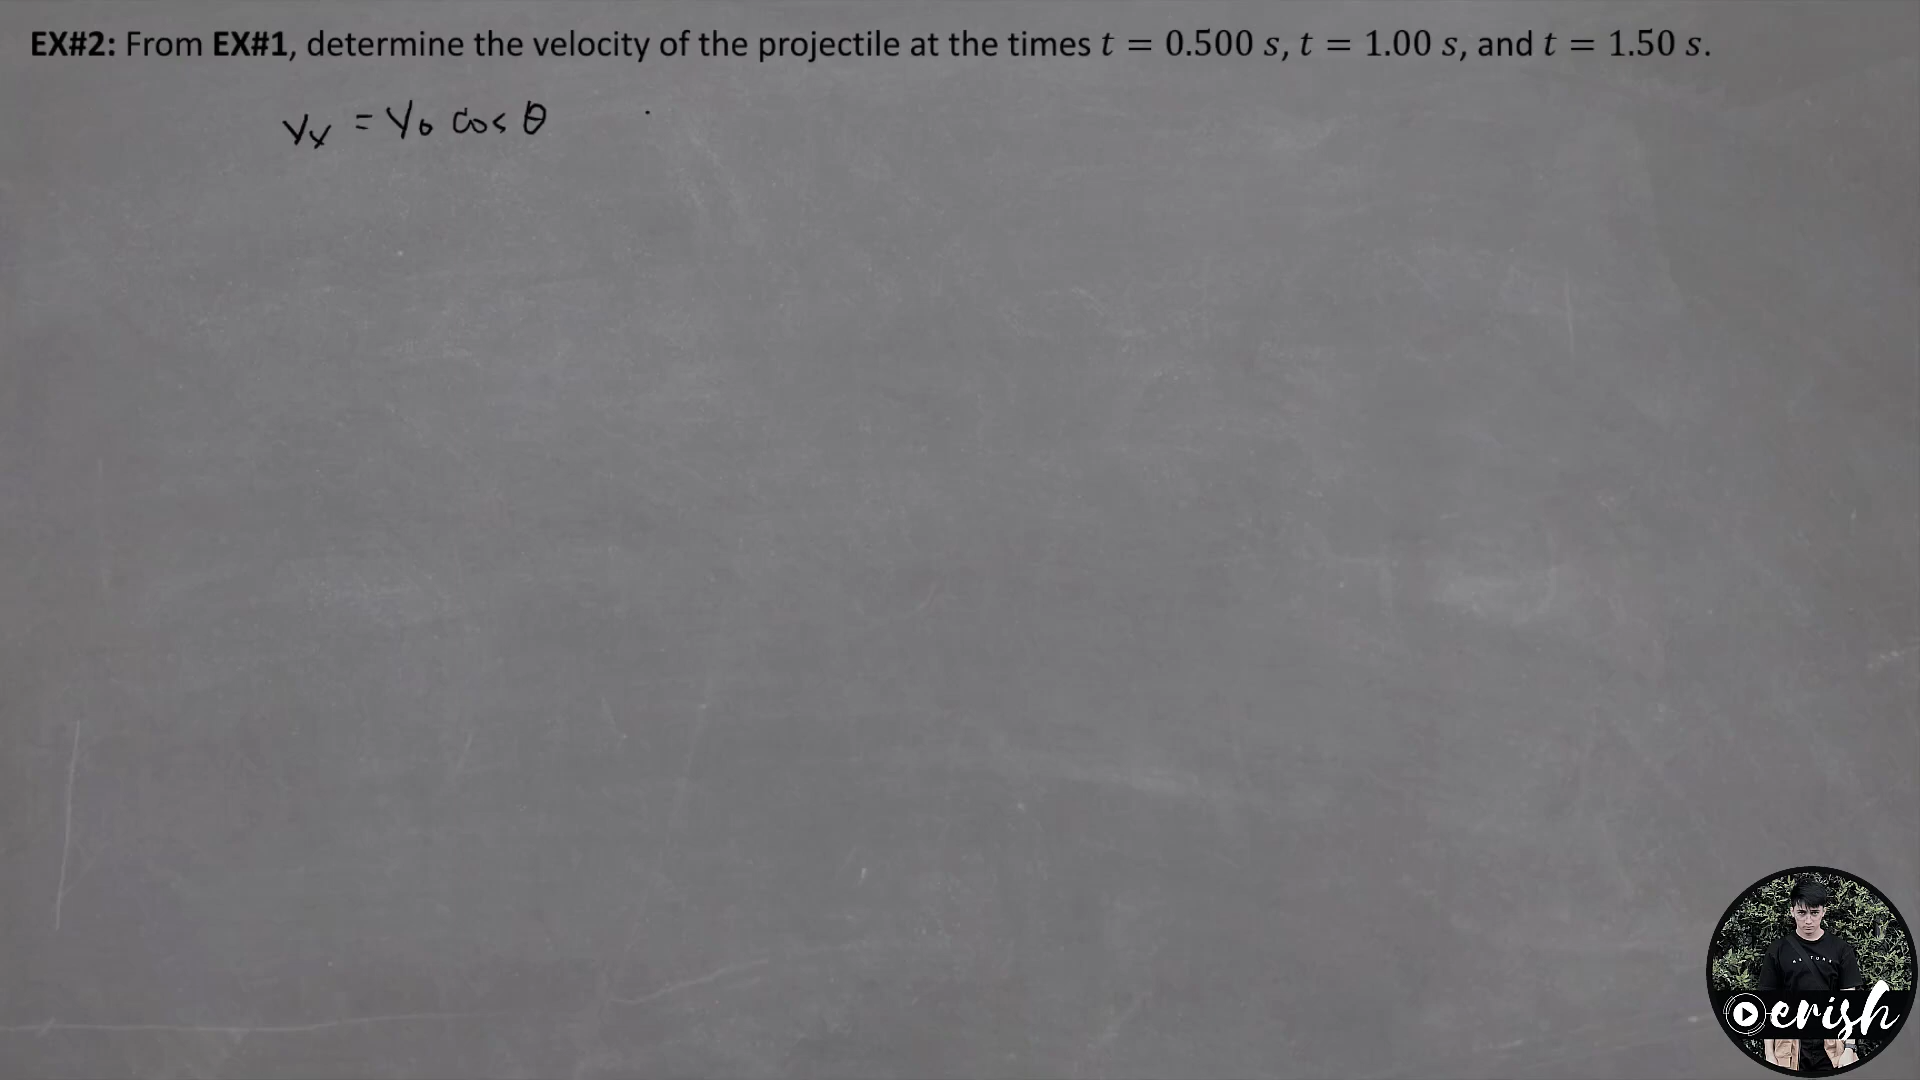 EX#2: From EX#1, determine the velocity of the projectile at the times t = 0.500 s, t = 1.00 s, and t = 1.50 s.
Vx = V0 cos θ
erish